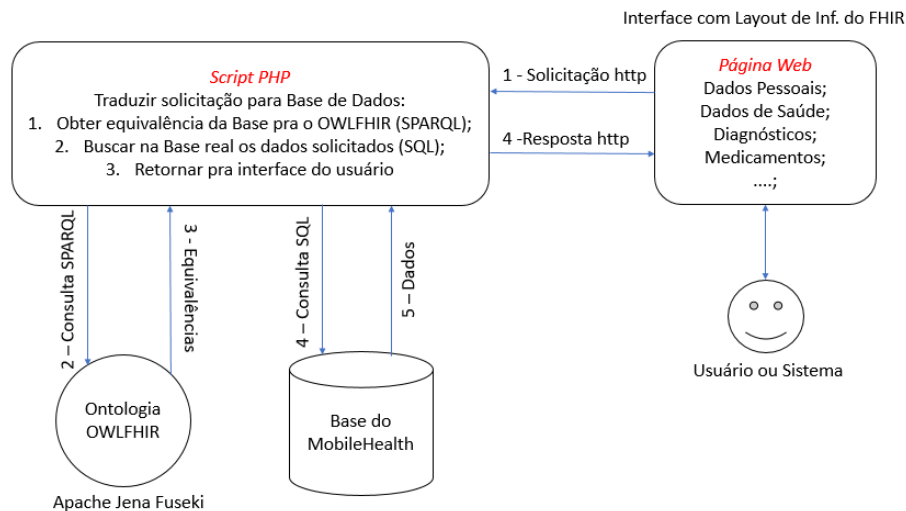 Interface com Layout de Inf. do FHIR
Script PHP
Traduzir solicitação para Base de Dados:
1. Obter equivalência da Base pra o OWLFHIR (SPARQL);
2. Buscar na Base real os dados solicitados (SQL);
3. Retornar pra interface do usuário
1 - Solicitação http
4 -Resposta http
Página Web
Dados Pessoais;
Dados de Saúde;
Diagnósticos;
Medicamentos;
....;
2 – Consulta SPARQL
3 - Equivalências
4 – Consulta SQL
5 – Dados
Usuário ou Sistema
Ontologia
OWLFHIR
Base do
MobileHealth
Apache Jena Fuseki